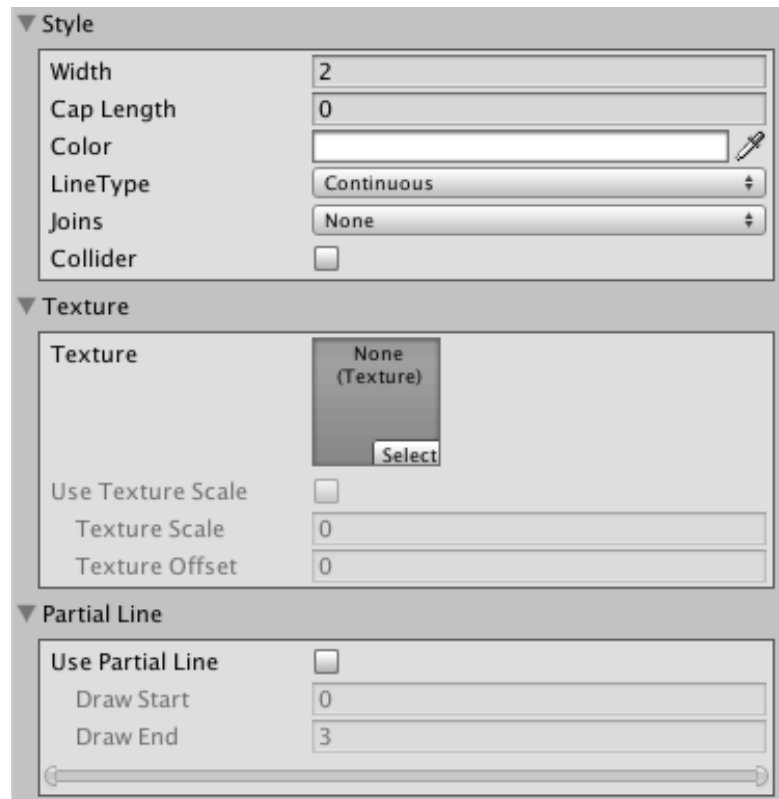 Style
Width 2
Cap Length 0
Color
LineType Continuous
Joins None
Collider
Texture
Texture None
(Texture)
Select
Use Texture Scale
Texture Scale 0
Texture Offset 0
Partial Line
Use Partial Line
Draw Start 0
Draw End 3